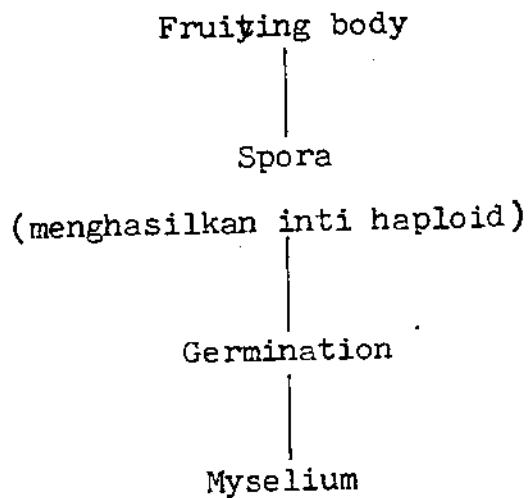 Fruiting body
Spora
(menghasilkan inti haploid)
Germination
Myselium